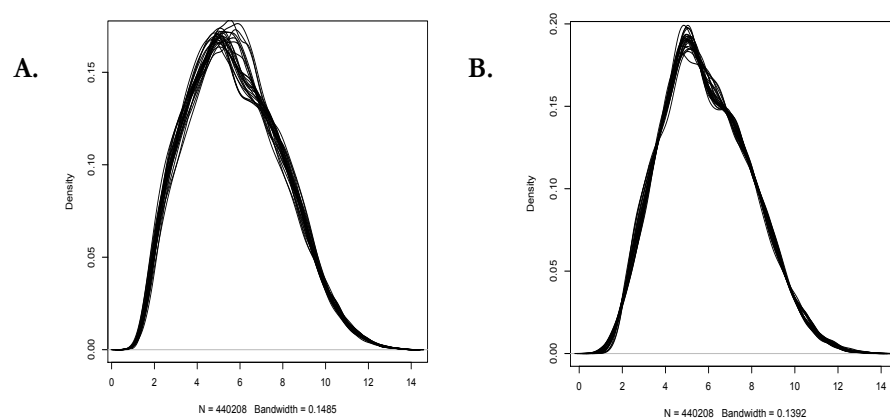 A.
Density
0.00
0.05
0.10
0.15
0 2 4 6 8 10 12 14
N = 440208 Bandwidth = 0.1485
B.
Density
0.00
0.05
0.10
0.15
0.20
0 2 4 6 8 10 12 14
N = 440208 Bandwidth = 0.1392